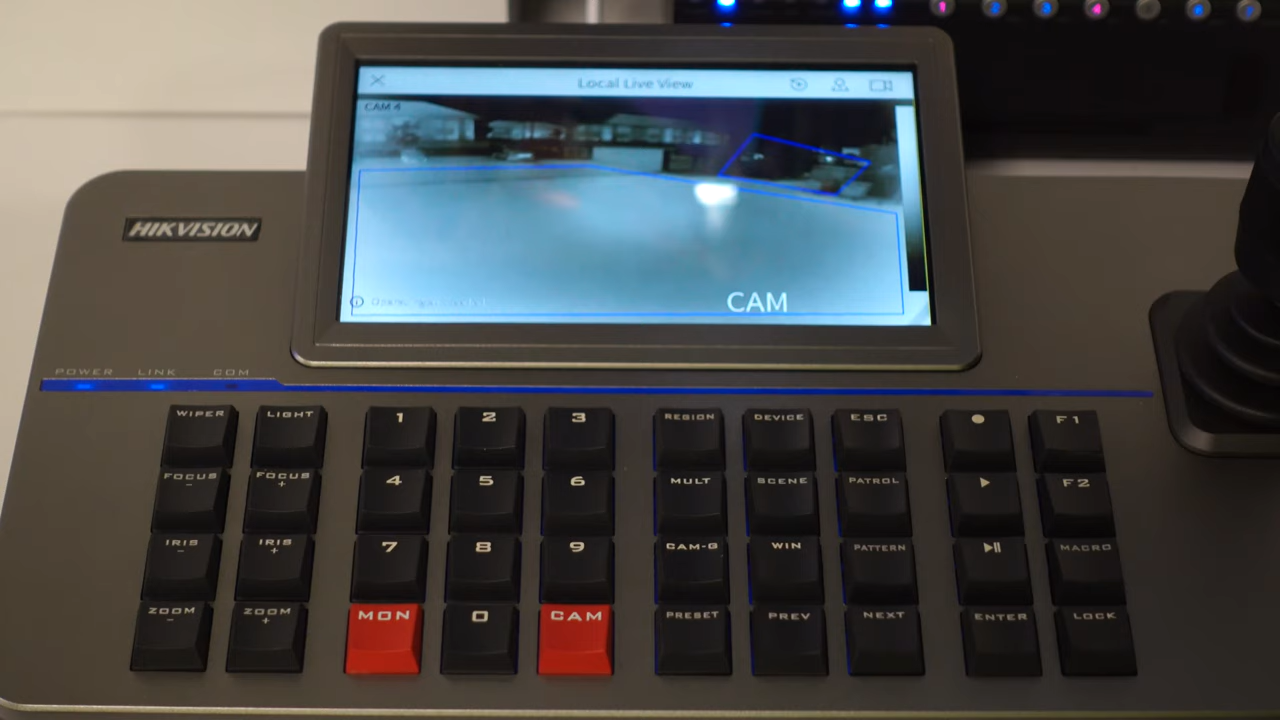 Local Live View
CAM 4
CAM
HIKVISION
POWER LINK COM
WIPER LIGHT 1 2 3 REGION DEVICE ESC F1
FOCUS - FOCUS + 4 5 6 MULT SCENE PATROL F2
IRIS - IRIS + 7 8 9 CAM-G WIN PATTERN MACRO
ZOOM - ZOOM + MON 0 CAM PRESET PREV NEXT ENTER LOCK